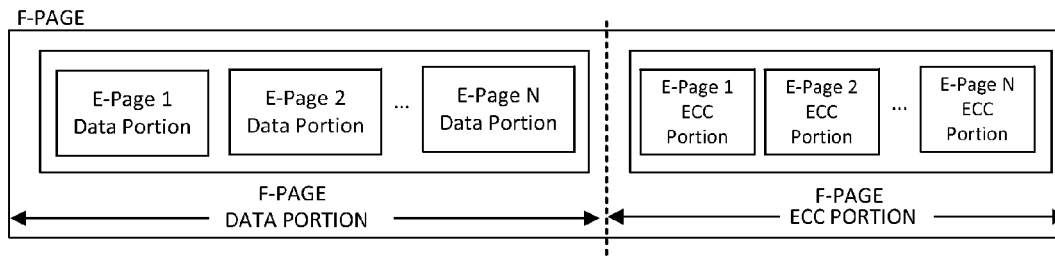 F-PAGE
E-Page 1
Data Portion
E-Page 2
Data Portion
...
E-Page N
Data Portion
E-Page 1
ECC
Portion
E-Page 2
ECC
Portion
...
E-Page N
ECC
Portion
F-PAGE
DATA PORTION
F-PAGE
ECC PORTION